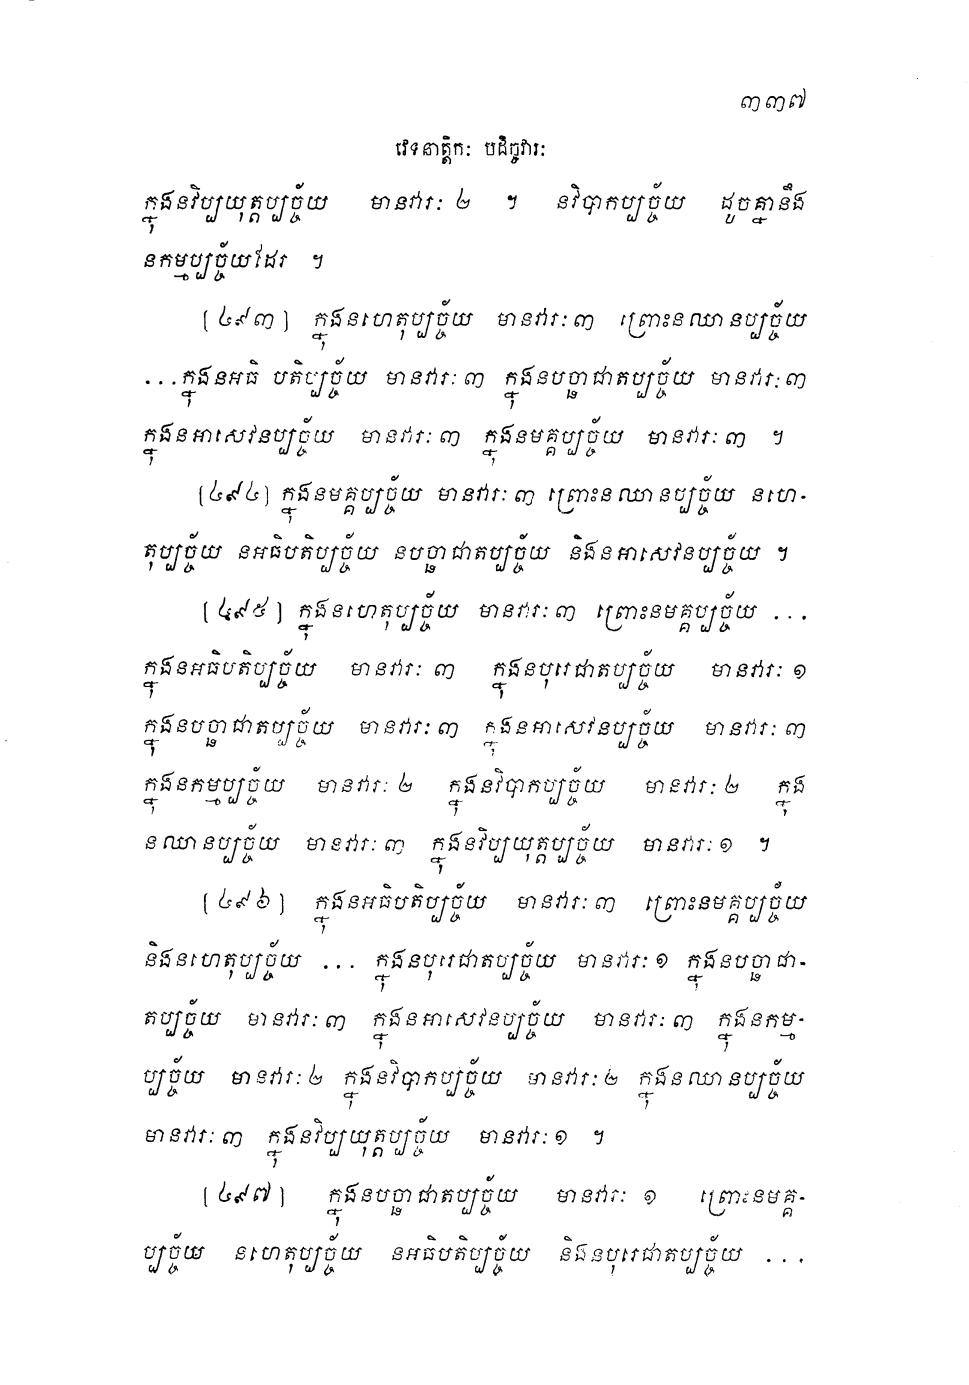 ៣៣៧
វេទនាត្តិកៈ បដិច្ចវារៈ
ក្នុងនវិប្បយុត្តប្បច្ច័យ មានវារៈ ២ ។ នវិបាកប្បច្ច័យ ដូចគ្នានឹង
នកម្មប្បច្ច័យដែរ ។
[៤៩៣] ក្នុងនហេតុប្បច្ច័យ មានវារៈ ៣ ព្រោះនឈានប្បច្ច័យ
...ក្នុងនអធិ បតិប្បច្ច័យ មានវារៈ ៣ ក្នុងនបច្ឆាជាតប្បច្ច័យ មានវារៈ ៣
ក្នុងនអាសេវនប្បច្ច័យ មានវារៈ ៣ ក្នុងនមគ្គប្បច្ច័យ មានវារៈ ៣ ។
[៤៩៤] ក្នុងនមគ្គប្បច្ច័យ មានវារៈ ៣ ព្រោះនឈានប្បច្ច័យ នហេ-
តុប្បច្ច័យ នអធិបតិប្បច្ច័យ នបច្ឆាជាតប្បច្ច័យ និងនអាសេវនប្បច្ច័យ ។
[៤៩៥] ក្នុងនហេតុប្បច្ច័យ មានវារៈ ៣ ព្រោះនមគ្គប្បច្ច័យ ...
ក្នុងនអធិបតិប្បច្ច័យ មានវារៈ ៣ ក្នុងនបុរេជាតប្បច្ច័យ មានវារៈ ១
ក្នុងនបច្ឆាជាតប្បច្ច័យ មានវារៈ ៣ ក្នុងនអាសេវនប្បច្ច័យ មានវារៈ ៣
ក្នុងនកម្មប្បច្ច័យ មានវារៈ ២ ក្នុងនវិបាកប្បច្ច័យ មានវារៈ ២ ក្នុង
នឈានប្បច្ច័យ មានវារៈ ៣ ក្នុងនវិប្បយុត្តប្បច្ច័យ មានវារៈ ១ ។
[៤៩៦] ក្នុងនអធិបតិប្បច្ច័យ មានវារៈ ៣ ព្រោះនមគ្គប្បច្ច័យ
និងនហេតុប្បច្ច័យ ... ក្នុងនបុរេជាតប្បច្ច័យ មានវារៈ ១ ក្នុងនបច្ឆាជា-
តប្បច្ច័យ មានវារៈ ៣ ក្នុងនអាសេវនប្បច្ច័យ មានវារៈ ៣ ក្នុងនកម្ម-
ប្បច្ច័យ មានវារៈ ២ ក្នុងនវិបាកប្បច្ច័យ មានវារៈ ២ ក្នុងនឈានប្បច្ច័យ
មានវារៈ ៣ ក្នុងនវិប្បយុត្តប្បច្ច័យ មានវារៈ ១ ។
[៤៩៧] ក្នុងនបច្ឆាជាតប្បច្ច័យ មានវារៈ ១ ព្រោះនមគ្គ-
ប្បច្ច័យ នហេតុប្បច្ច័យ នអធិបតិប្បច្ច័យ និងនបុរេជាតប្បច្ច័យ ...